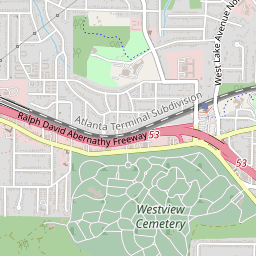 West Lake Avenue No
Atlanta Terminal Subdivision
Ralph David Abernathy Freeway
53
53
Westview
Cemetery